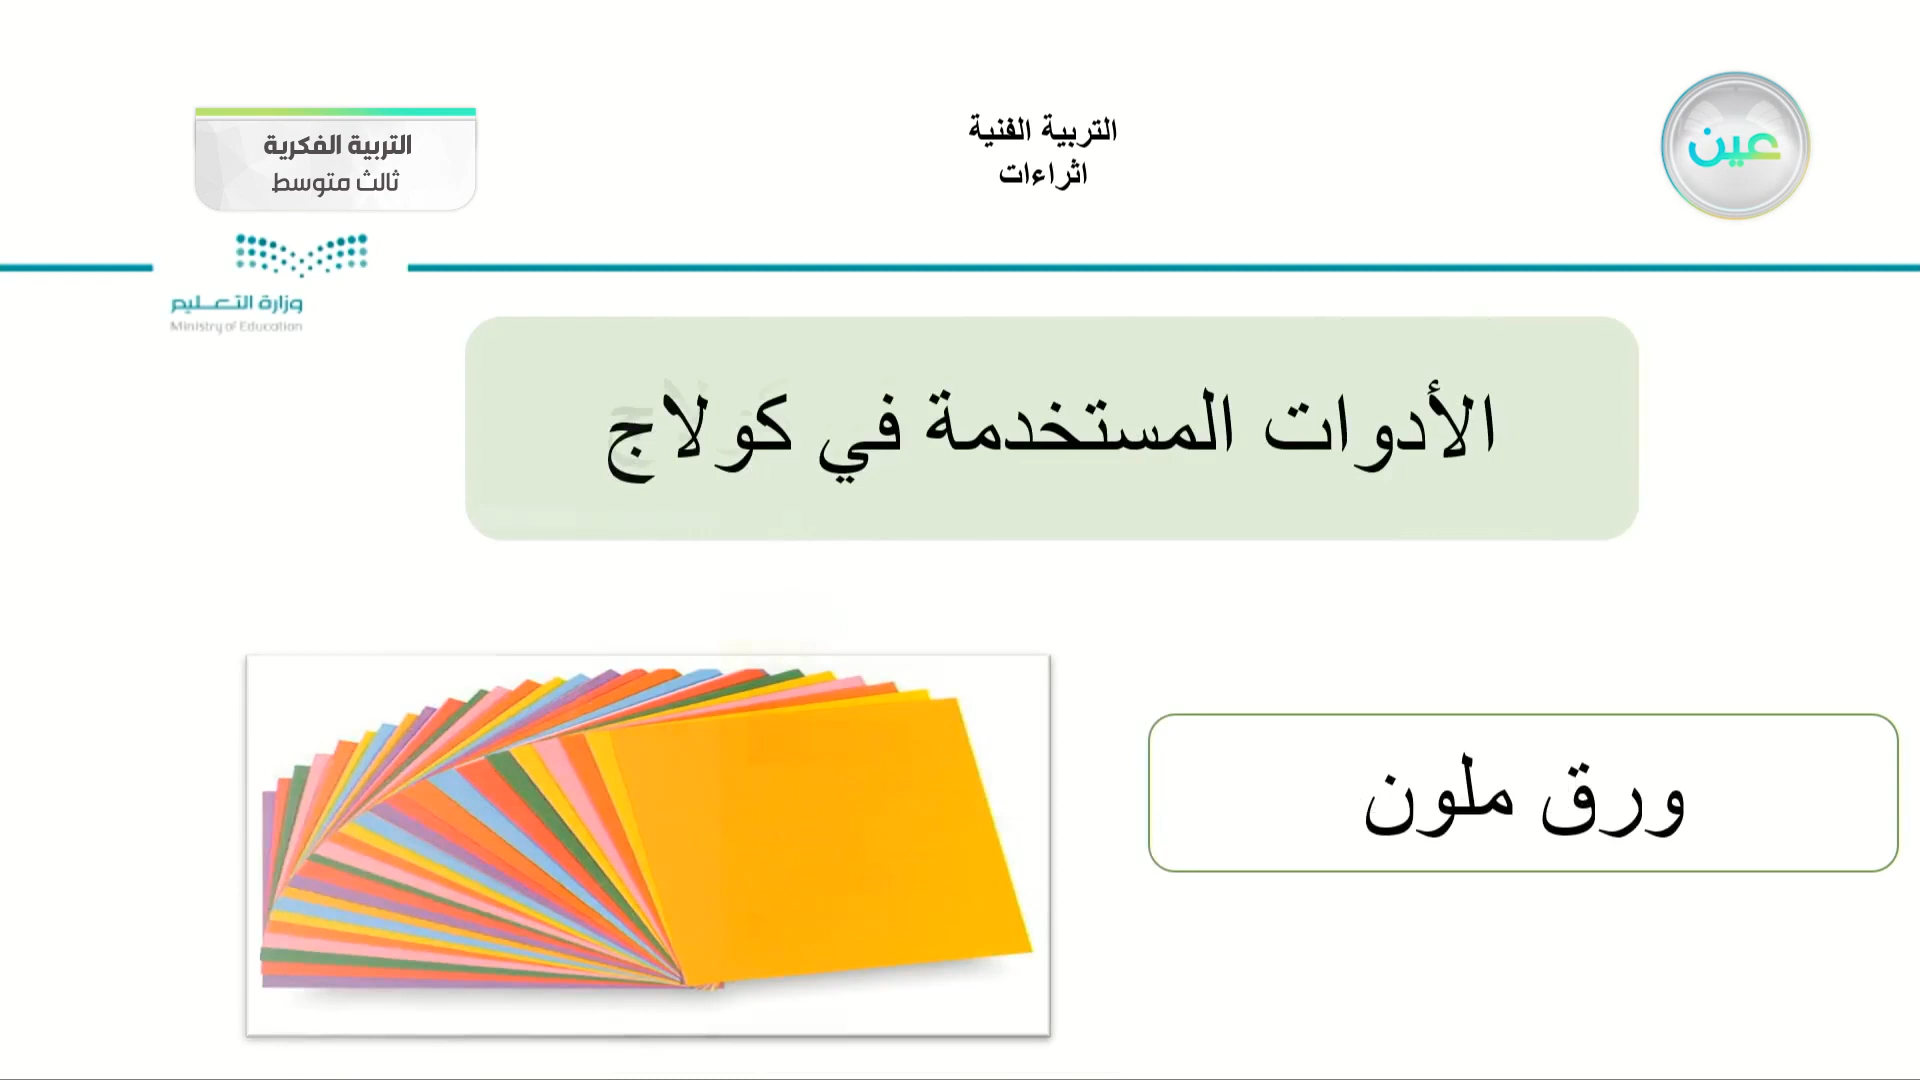 عين
التربية الفنية
اثراءات
التربية الفكرية
ثالث متوسط
وزارة التعليم
Ministry of Education
الأدوات المستخدمة في كولاج
ورق ملون